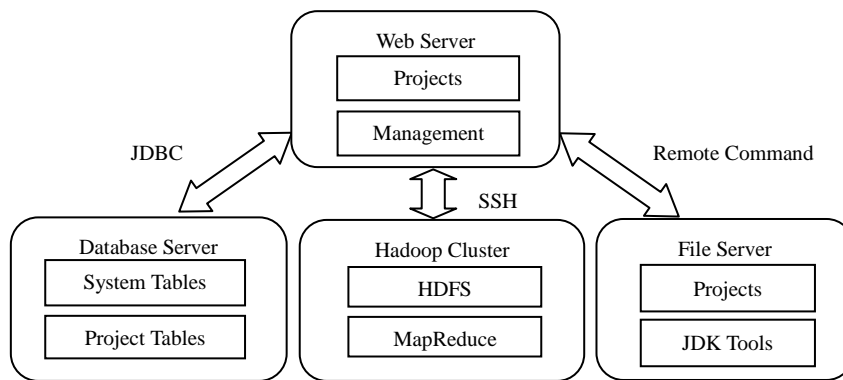 Web Server
Projects
Management
JDBC
Remote Command
SSH
Database Server
System Tables
Project Tables
Hadoop Cluster
HDFS
MapReduce
File Server
Projects
JDK Tools